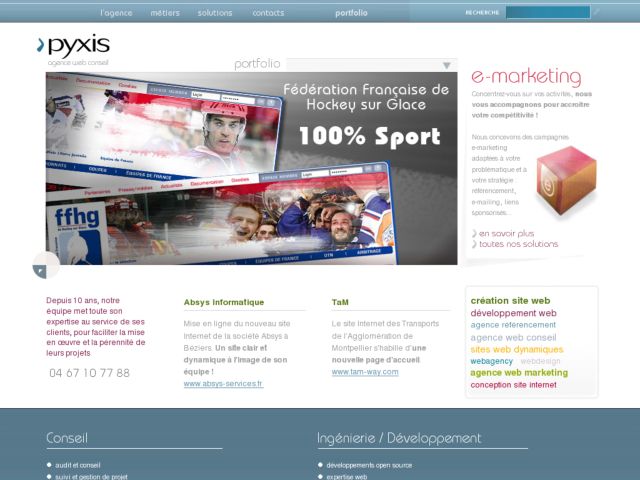 l'agence
métiers
solutions
contacts
portfolio
RECHERCHE
pyxis
agence web conseil
portfolio
Fédération Française de
Hockey sur Glace
100% Sport
ffhg
e-marketing
Concentrez-vous sur vos activités, nous
vous accompagnons pour accroître
votre compétitivité !
Nous concevons des campagnes
e-marketing
adaptées à votre
problématique et à
votre stratégie :
référencement,
e-mailing, liens
sponsorisés...
en savoir plus
toutes nos solutions
Depuis 10 ans, notre
équipe met toute son
expertise au service de ses
clients, pour faciliter la mise
en œuvre et la pérennité de
leurs projets
04 67 10 77 88
Absys informatique
Mise en ligne du nouveau site
internet de la société Absys à
Béziers. Un site clair et
dynamique à l'image de son
équipe !
www.absys-services.fr
TaM
Le site Internet des Transports
de l'Agglomération de
Montpellier s'habille d'une
nouvelle page d'accueil.
www.tam-way.com
création site web
développement web
agence referencement
agence web conseil
sites web dynamiques
webagency webdesign
agence web marketing
conception site internet
Conseil
audit et conseil
suivi et gestion de projet
Ingénierie / Développement
développements open source
expertise web